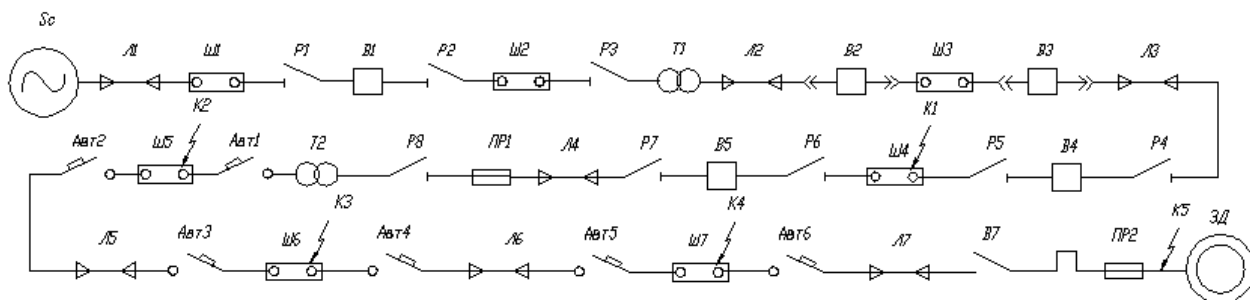 Sc
Л1 Ш1 Р1 В1 Р2 Ш2 Р3 Т1 Л2 В2 Ш3 В3 Л3
К2 К1
Авт2 Ш5 Авт1 Т2 Р8 ПР1 Л4 Р7 В5 Р6 Ш4 Р5 В4 Р4
К3 К4 К5 ЭД
Л5 Авт3 Ш6 Авт4 Л6 Авт5 Ш7 Авт6 Л7 В7 ПР2